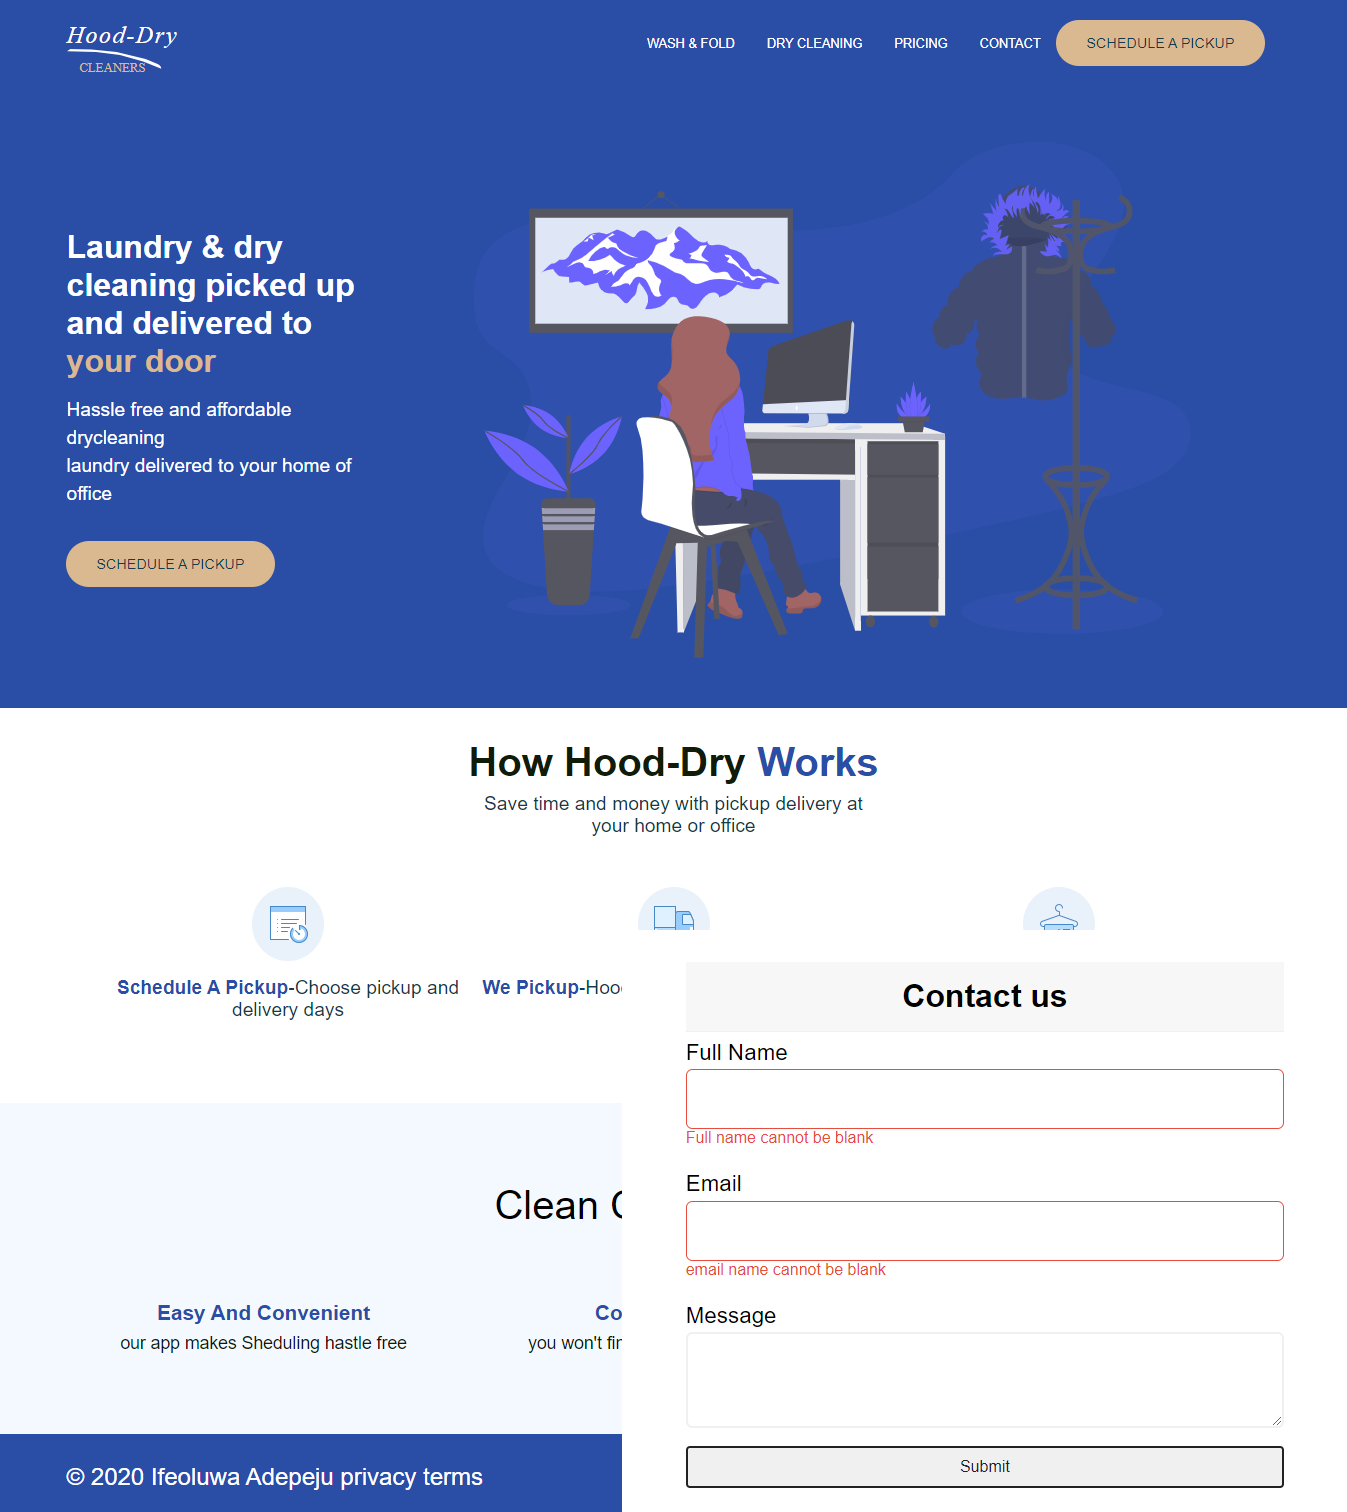 Hood-Dry
CLEANERS
WASH & FOLD
DRY CLEANING
PRICING
CONTACT
SCHEDULE A PICKUP
Laundry & dry
cleaning picked up
and delivered to
your door
Hassle free and affordable
drycleaning
laundry delivered to your home of
office
SCHEDULE A PICKUP
How Hood-Dry Works
Save time and money with pickup delivery at
your home or office
Schedule A Pickup-Choose pickup and
delivery days
We Pickup-Hoo
Clean
Easy And Convenient
our app makes Sheduling hastle free
Co
you won't fin
© 2020 Ifeoluwa Adepeju privacy terms
Contact us
Full Name
Full name cannot be blank
Email
email name cannot be blank
Message
Submit